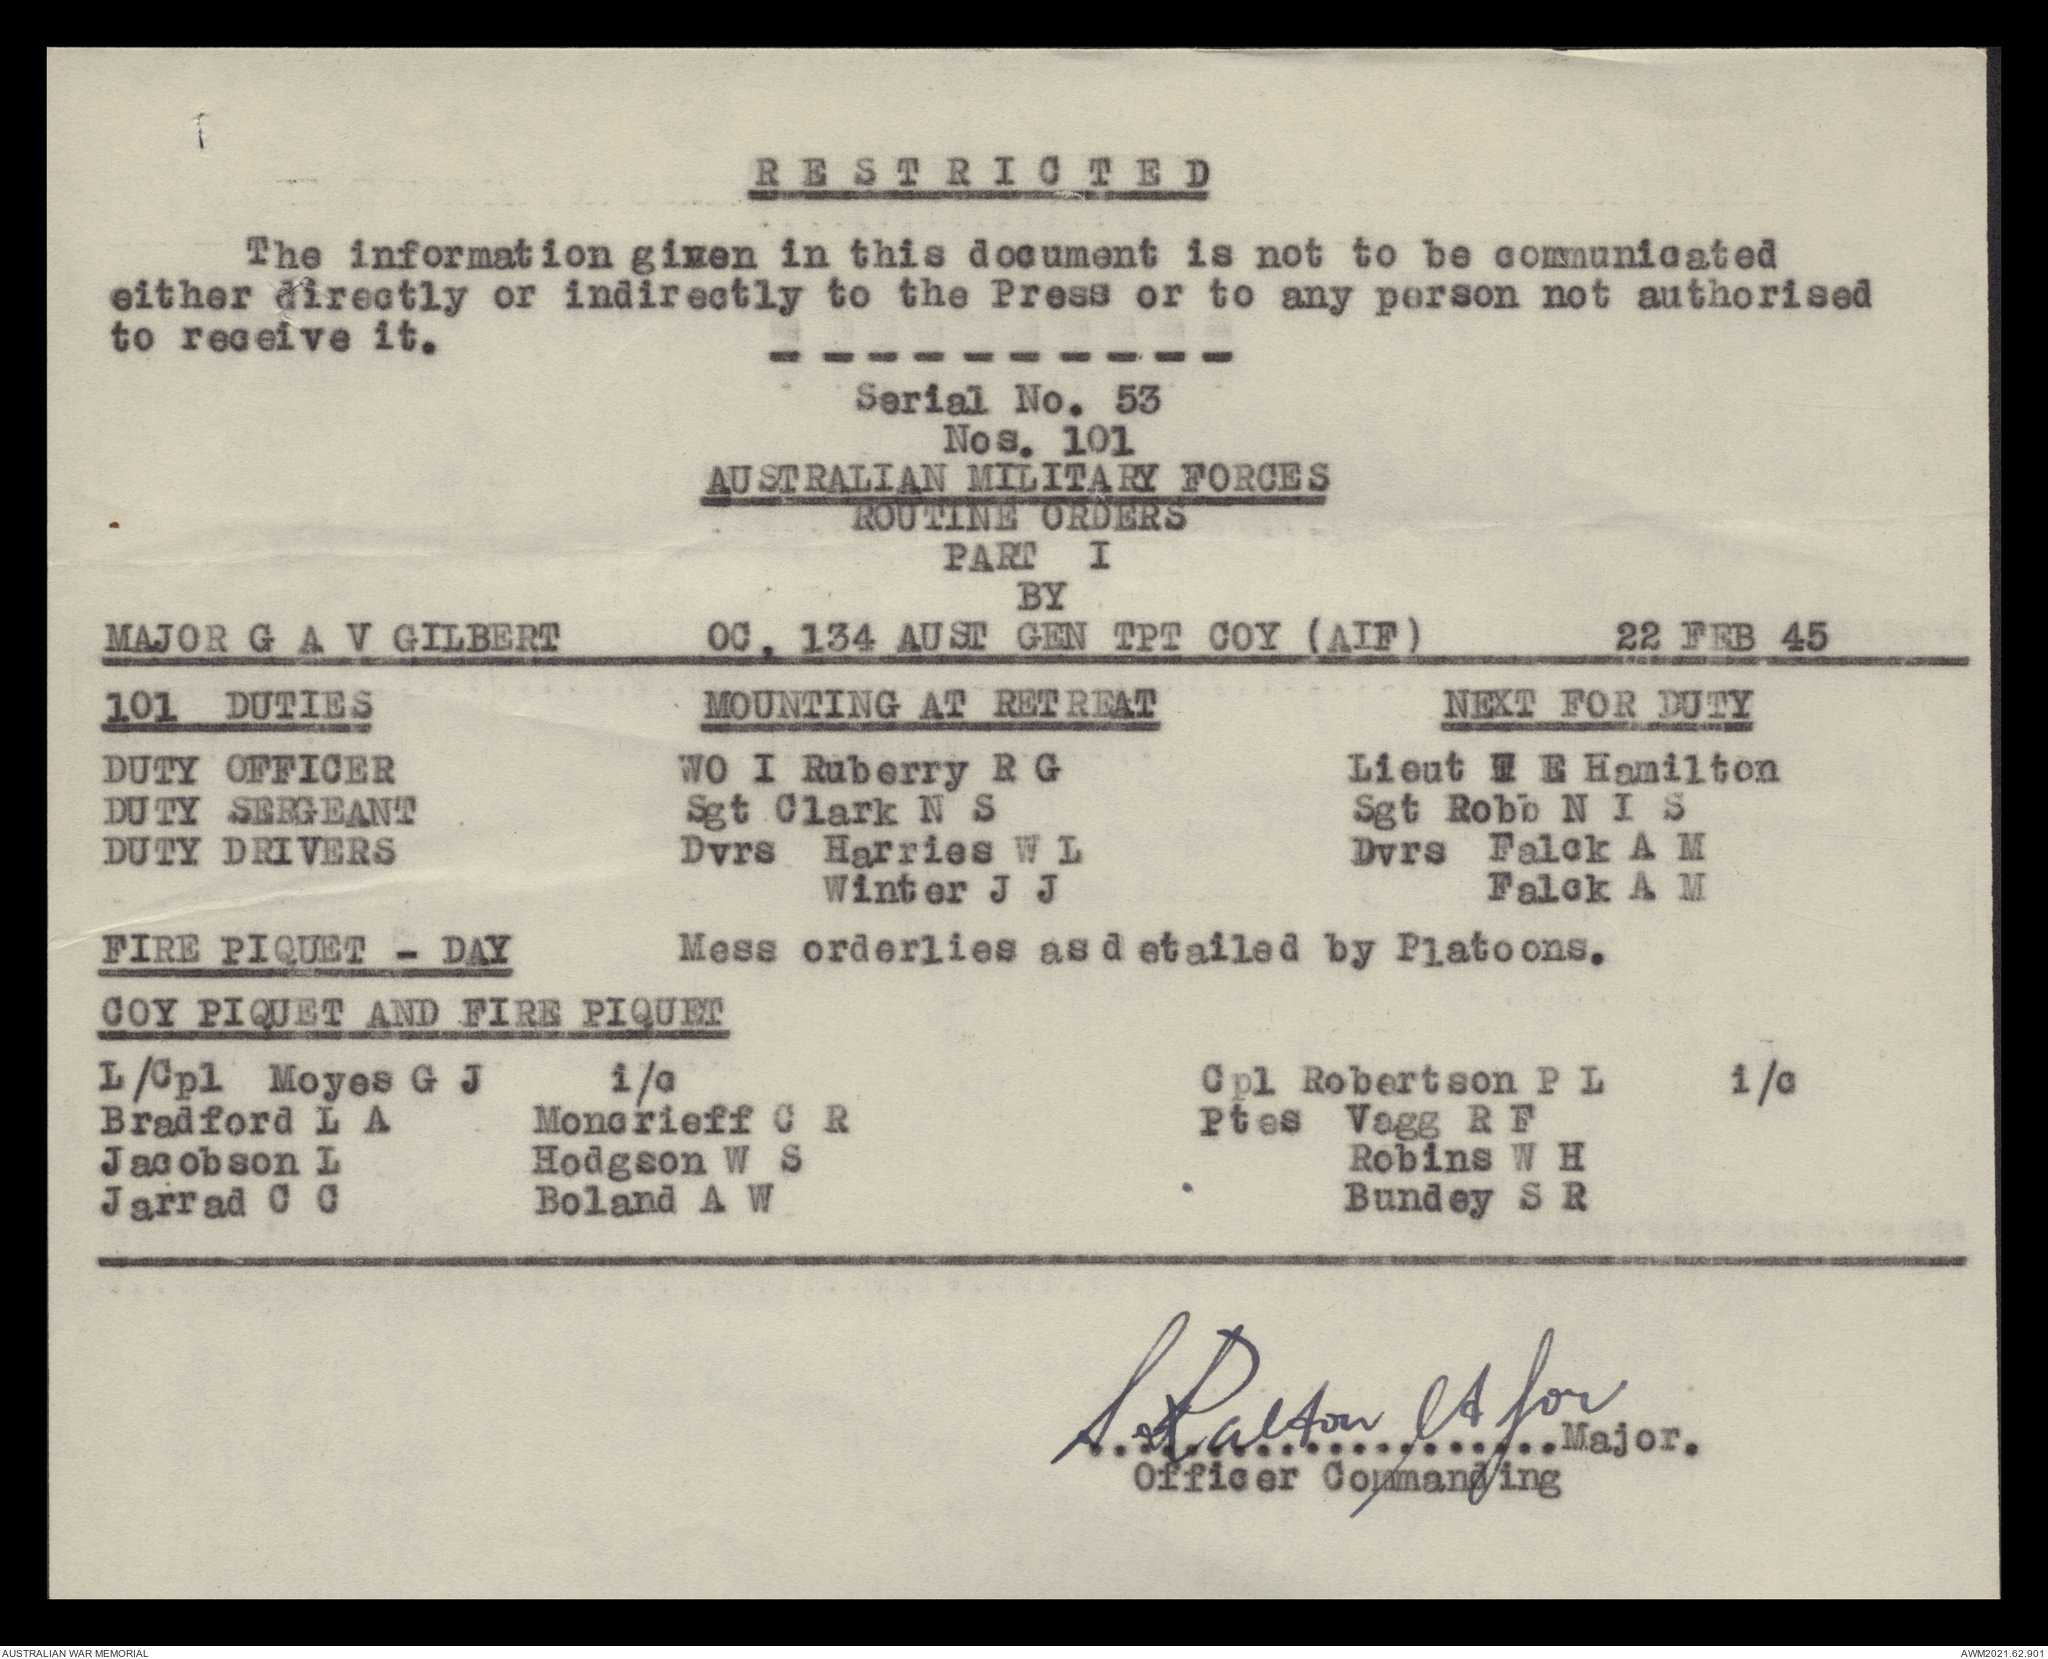 R E S T R I C T E D
The information given in this document is not to be communicated
either directly or indirectly to the Press or to any person not authorised
to receive it.
- - - - - - - - - -
Serial No. 53
Nos. 101
AUSTRALIAN MILITARY FORCES
ROUTINE ORDERS
PART I
BY
MAJOR G A V GILBERT OC, 134 AUST GEN TPT COY (AIF) 22 FEB 45
101 DUTIES MOUNTING AT RETREAT NEXT FOR DUTY
DUTY OFFICER WO I Ruberry R G Lieut E Hamilton
DUTY SERGEANT Sgt Clark N S Sgt Robb N I S
DUTY DRIVERS Dvrs Harries W L Dvrs Falck A M
Winter J J Falck A M
FIRE PIQUET - DAY Mess orderlies as detailed by Platoons.
COY PIQUET AND FIRE PIQUET
L/Cpl Moyes G J i/c Cpl Robertson P L i/c
Bradford L A Moncrieff C R Ptes Vagg R F
Jacobson L Hodgson W S Robins W H
Jarrad C C Boland A W Bundey S R
Lt for
....................Major.
Officer Commanding
AUSTRALIAN WAR MEMORIAL AWM2021.62.901